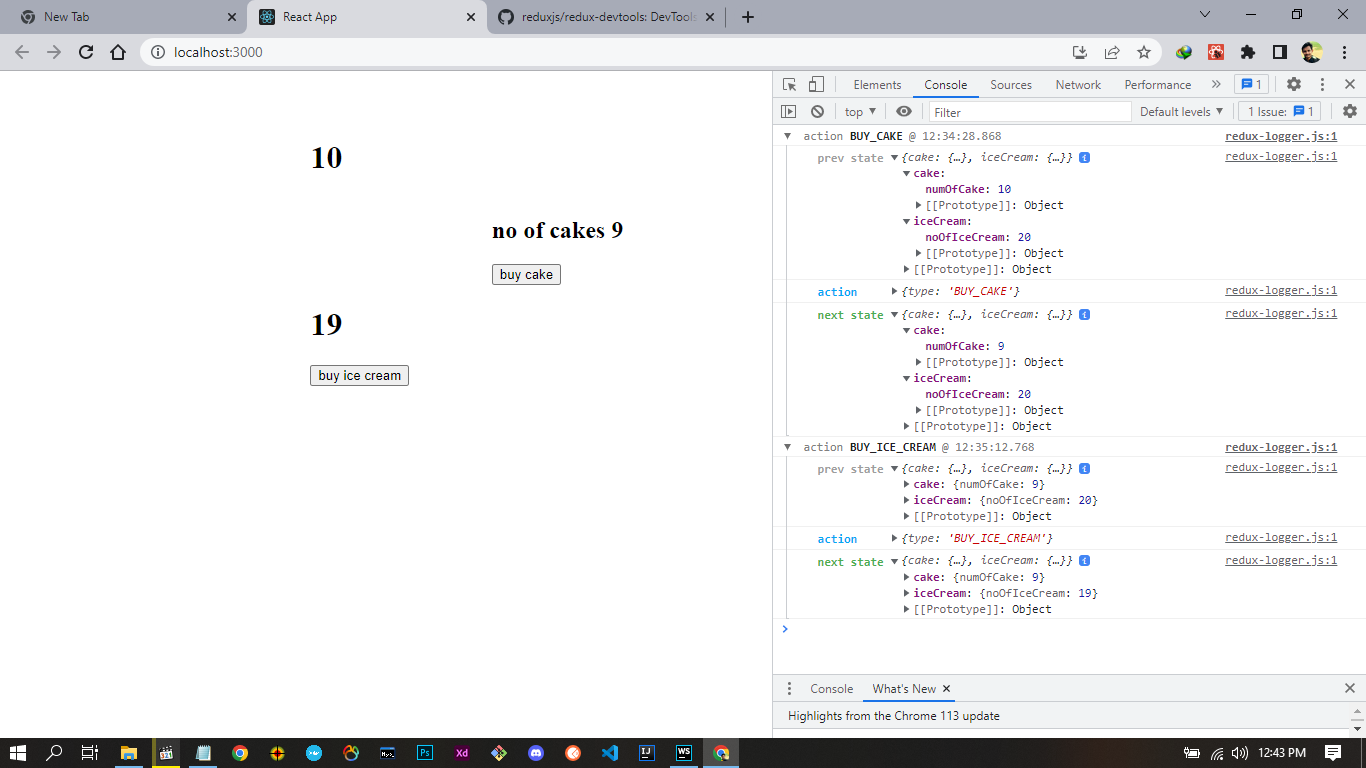 New Tab
React App
reduxjs/redux-devtools: DevTools
localhost:3000
10
no of cakes 9
buy cake
19
buy ice cream
Elements Console Sources Network Performance 1
top Filter Default levels 1 Issue: 1
action BUY_CAKE @ 12:34:28.868 redux-logger.js:1
prev state {cake: {…}, iceCream: {…}} i redux-logger.js:1
cake:
numOfCake: 10
[[Prototype]]: Object
iceCream:
noOfIceCream: 20
[[Prototype]]: Object
[[Prototype]]: Object
action {type: 'BUY_CAKE'} redux-logger.js:1
next state {cake: {…}, iceCream: {…}} i redux-logger.js:1
cake:
numOfCake: 9
[[Prototype]]: Object
iceCream:
noOfIceCream: 20
[[Prototype]]: Object
[[Prototype]]: Object
action BUY_ICE_CREAM @ 12:35:12.768 redux-logger.js:1
prev state {cake: {…}, iceCream: {…}} i redux-logger.js:1
cake: {numOfCake: 9}
iceCream: {noOfIceCream: 20}
[[Prototype]]: Object
action {type: 'BUY_ICE_CREAM'} redux-logger.js:1
next state {cake: {…}, iceCream: {…}} i redux-logger.js:1
cake: {numOfCake: 9}
iceCream: {noOfIceCream: 19}
[[Prototype]]: Object
Console What's New
Highlights from the Chrome 113 update
Ps Xd IJ WS 12:43 PM